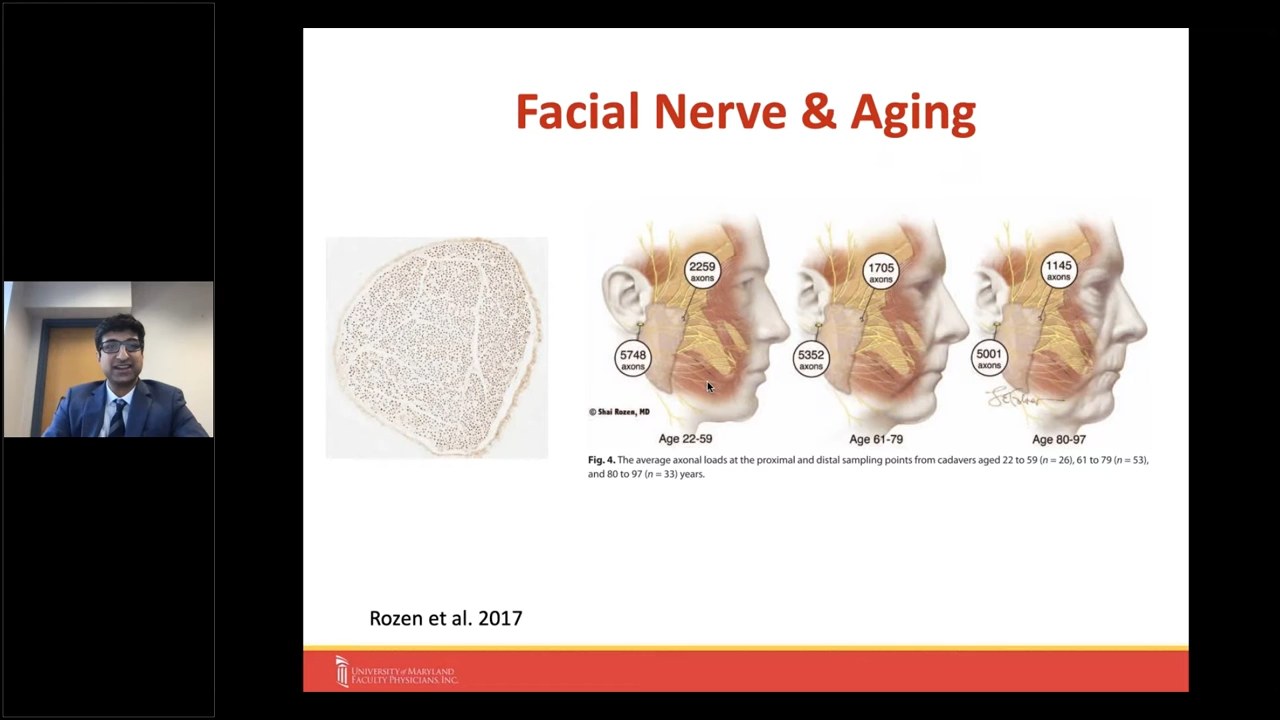 Facial Nerve & Aging
2259
axons
1705
axons
1145
axons
5748
axons
5352
axons
5001
axons
© Shai Rozen, MD
Age 22-59
Age 61-79
Age 80-97
Fig. 4. The average axonal loads at the proximal and distal sampling points from cadavers aged 22 to 59 (n = 26), 61 to 79 (n = 53),
and 80 to 97 (n = 33) years.
Rozen et al. 2017
UNIVERSITY of MARYLAND
FACULTY PHYSICIANS, INC.